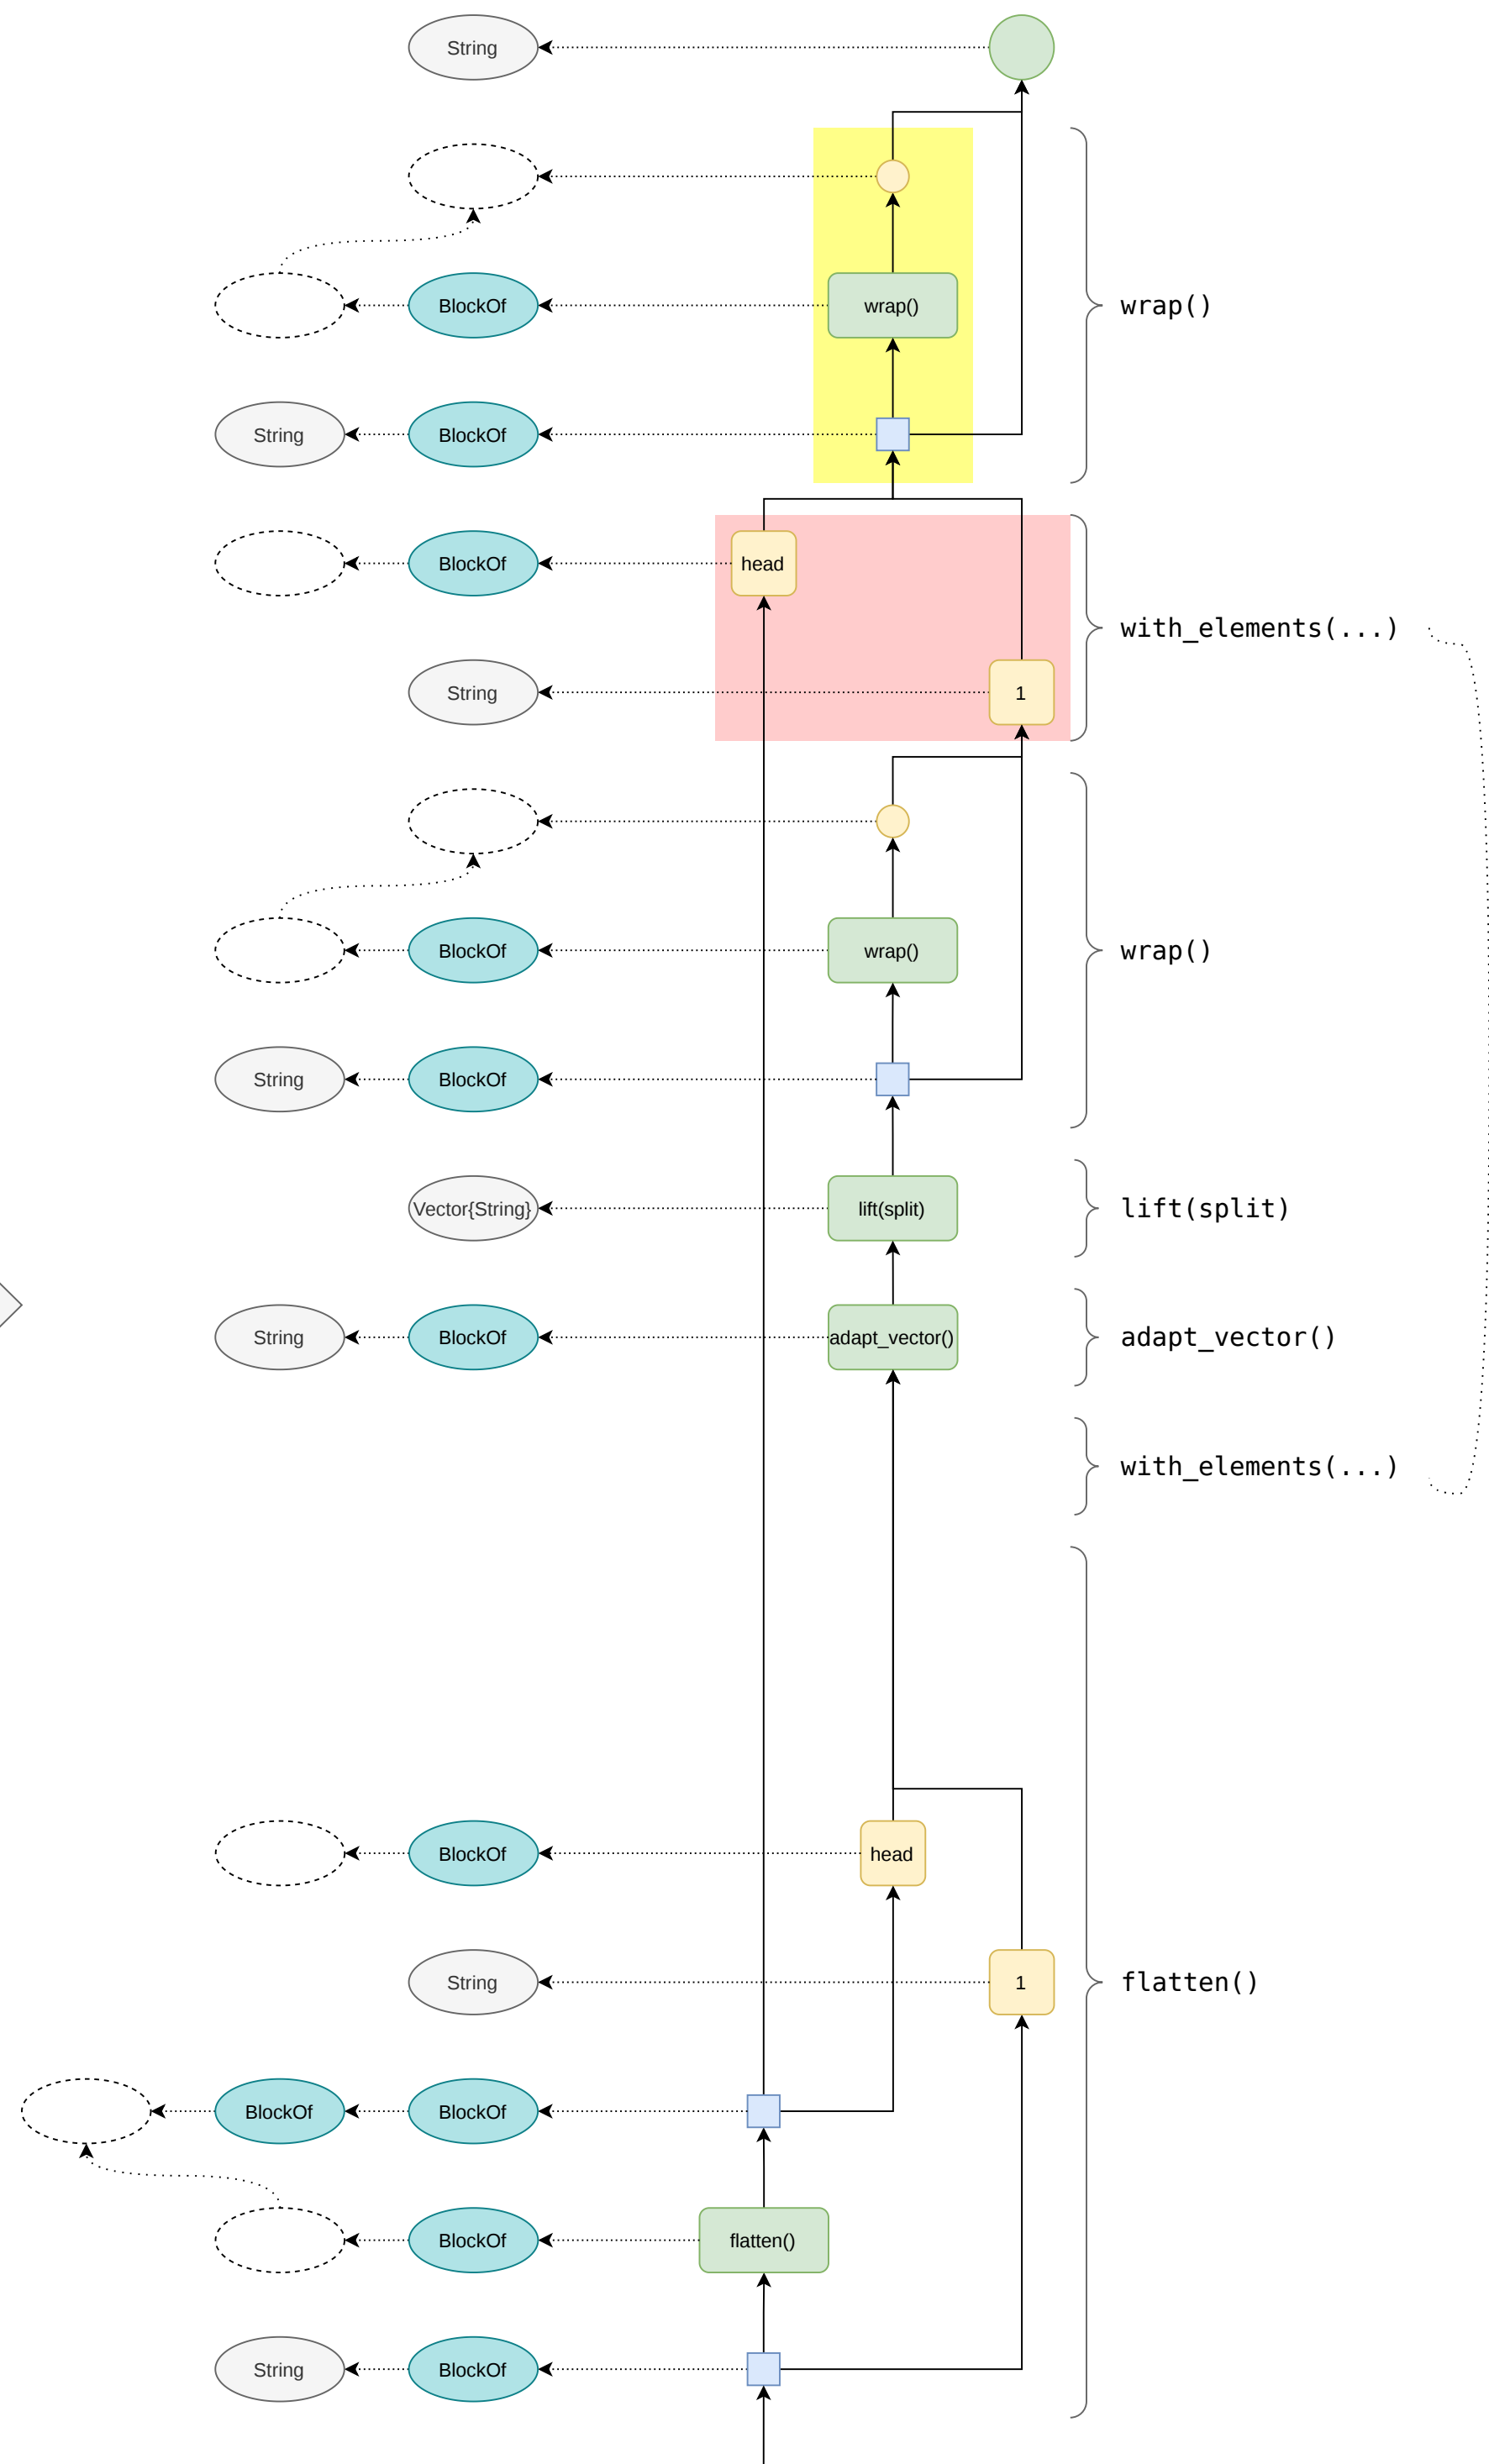 String
BlockOf
wrap()
wrap()
String
BlockOf
BlockOf
head
with_elements(...)
String
1
BlockOf
wrap()
wrap()
String
BlockOf
Vector{String}
lift(split)
lift(split)
String
BlockOf
adapt_vector()
adapt_vector()
with_elements(...)
BlockOf
head
String
1
flatten()
BlockOf
BlockOf
BlockOf
flatten()
String
BlockOf